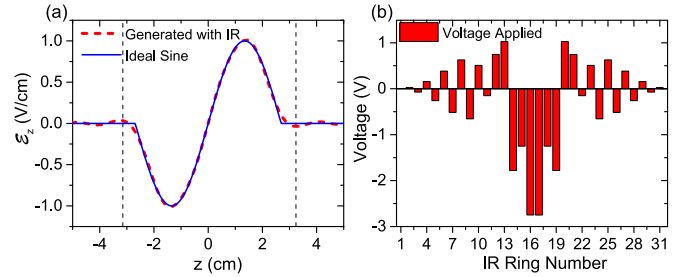 (a)
Generated with IR
Ideal Sine
1.0
0.5
0.0
-0.5
-1.0
ℰz (V/cm)
-4 -2 0 2 4
z (cm)
(b)
Voltage Applied
1
0
-1
-2
-3
Voltage (V)
1 4 7 10 13 16 19 22 25 28 31
IR Ring Number